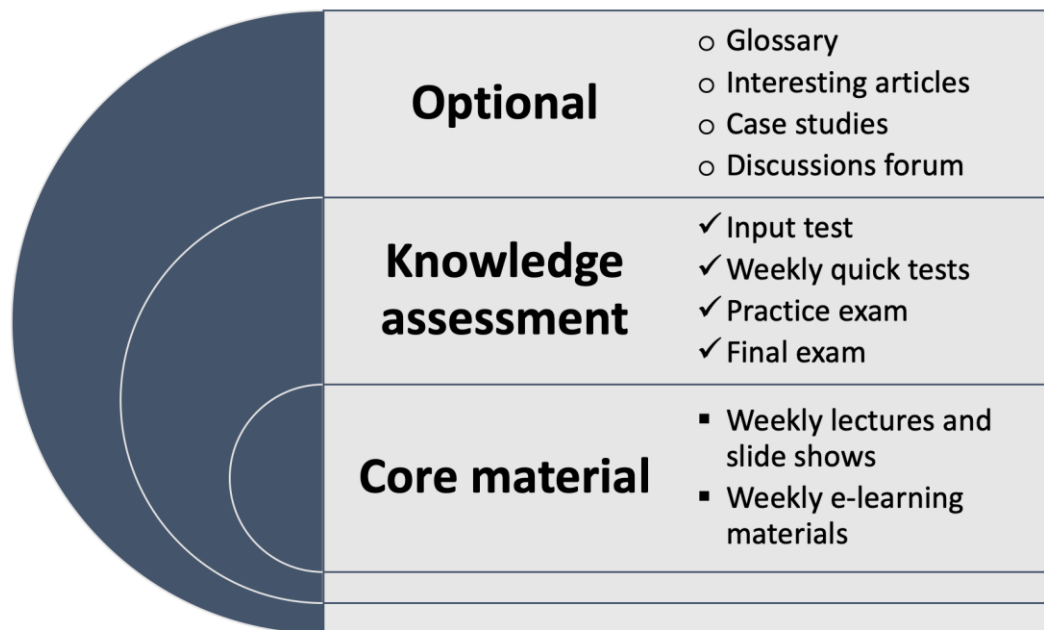 Optional
○ Glossary
○ Interesting articles
○ Case studies
○ Discussions forum
Knowledge
assessment
✓ Input test
✓ Weekly quick tests
✓ Practice exam
✓ Final exam
Core material
▪ Weekly lectures and
slide shows
▪ Weekly e-learning
materials